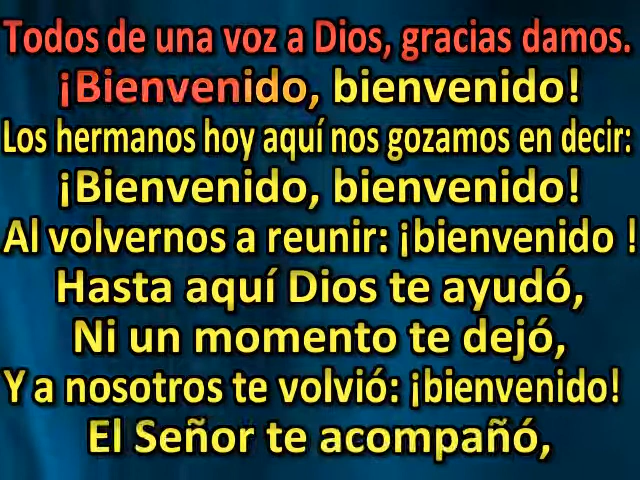 Todos de una voz a Dios, gracias damos.
¡Bienvenido, bienvenido!
Los hermanos hoy aquí nos gozamos en decir:
¡Bienvenido, bienvenido!
Al volvernos a reunir: ¡bienvenido !
Hasta aquí Dios te ayudó,
Ni un momento te dejó,
Y a nosotros te volvió: ¡bienvenido!
El Señor te acompañó,